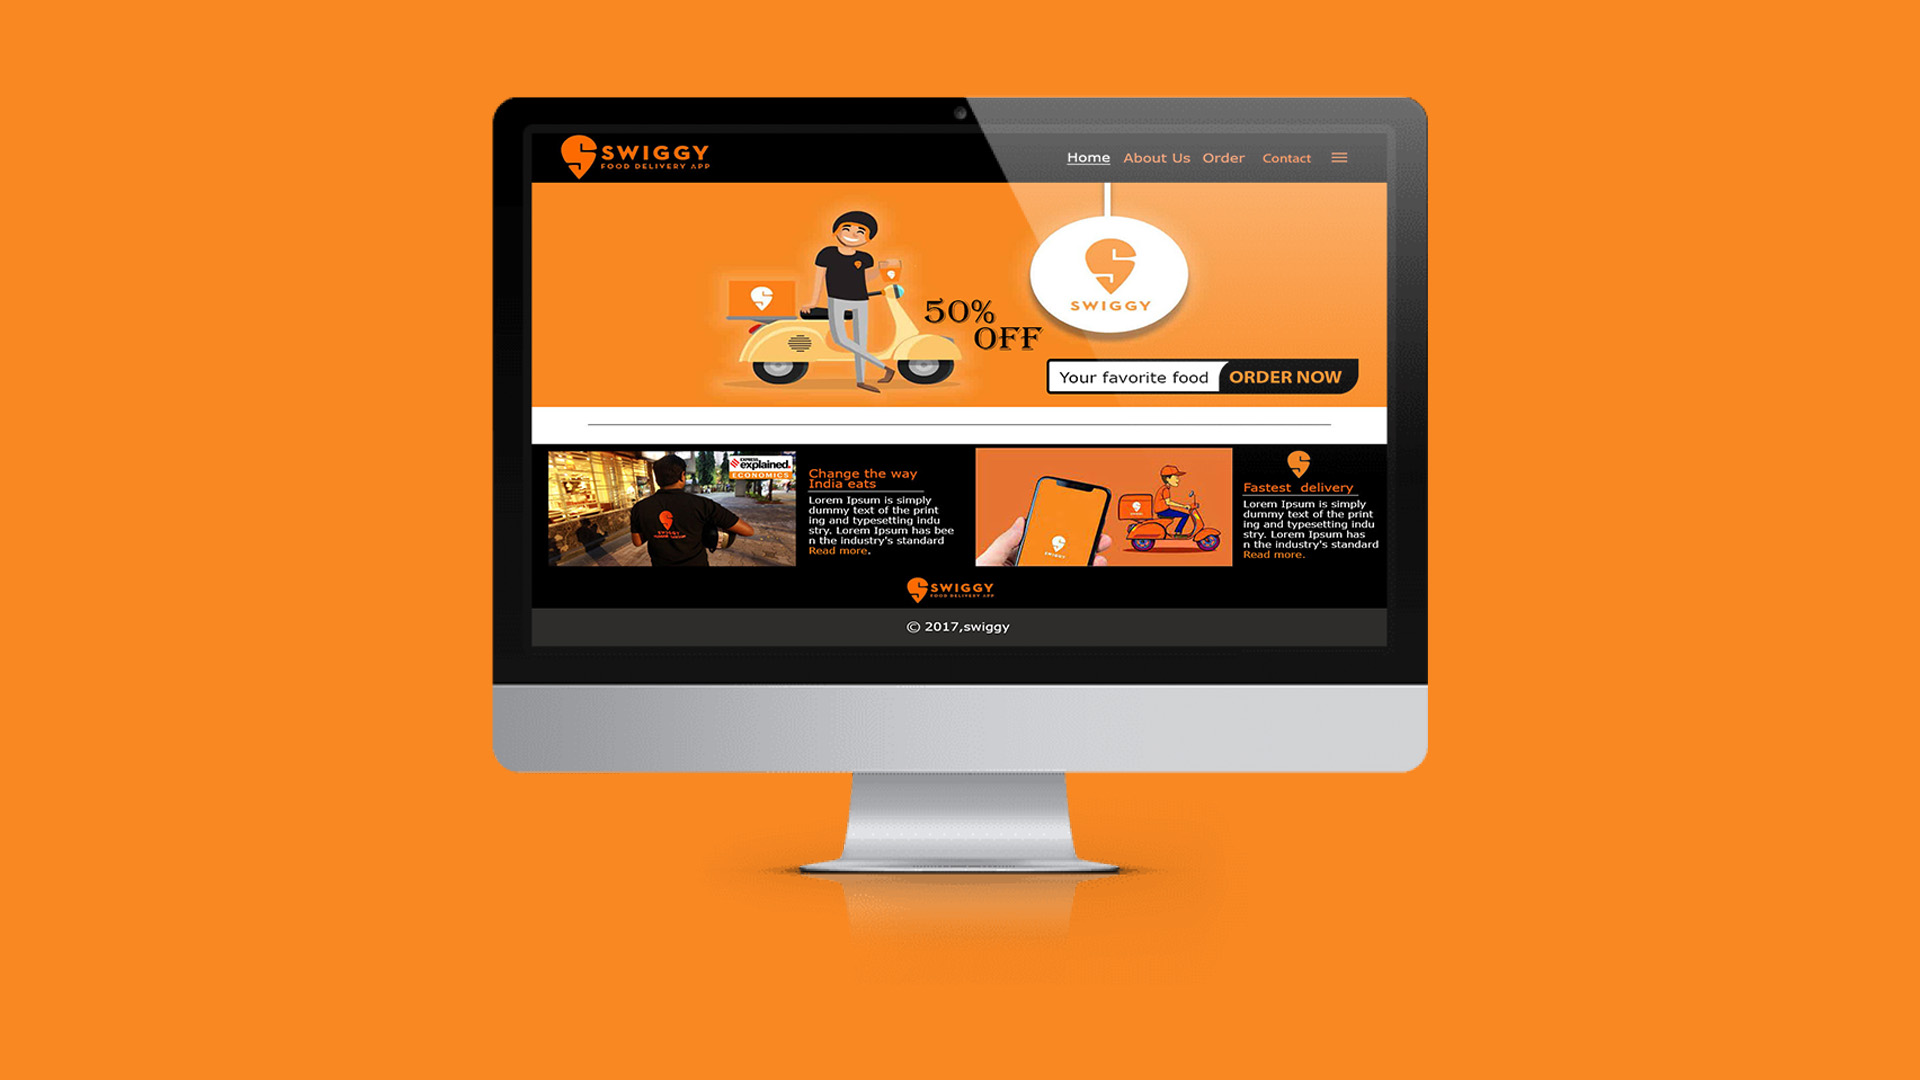 SWIGGY
FOOD DELIVERY APP
Home About Us Order Contact
SWIGGY
50%
OFF
Your favorite food ORDER NOW
EXPRESS
explained.
ECONOMICS
Change the way
India eats
Lorem Ipsum is simply
dummy text of the print
ing and typesetting indu
stry. Lorem Ipsum has bee
n the industry's standard
Read more.
SWIGGY
SWIGGY
Fastest delivery
Lorem Ipsum is simply
dummy text of the print
ing and typesetting indu
stry. Lorem Ipsum has
n the industry's standard
Read more.
SWIGGY
FOOD DELIVERY APP
© 2017,swiggy